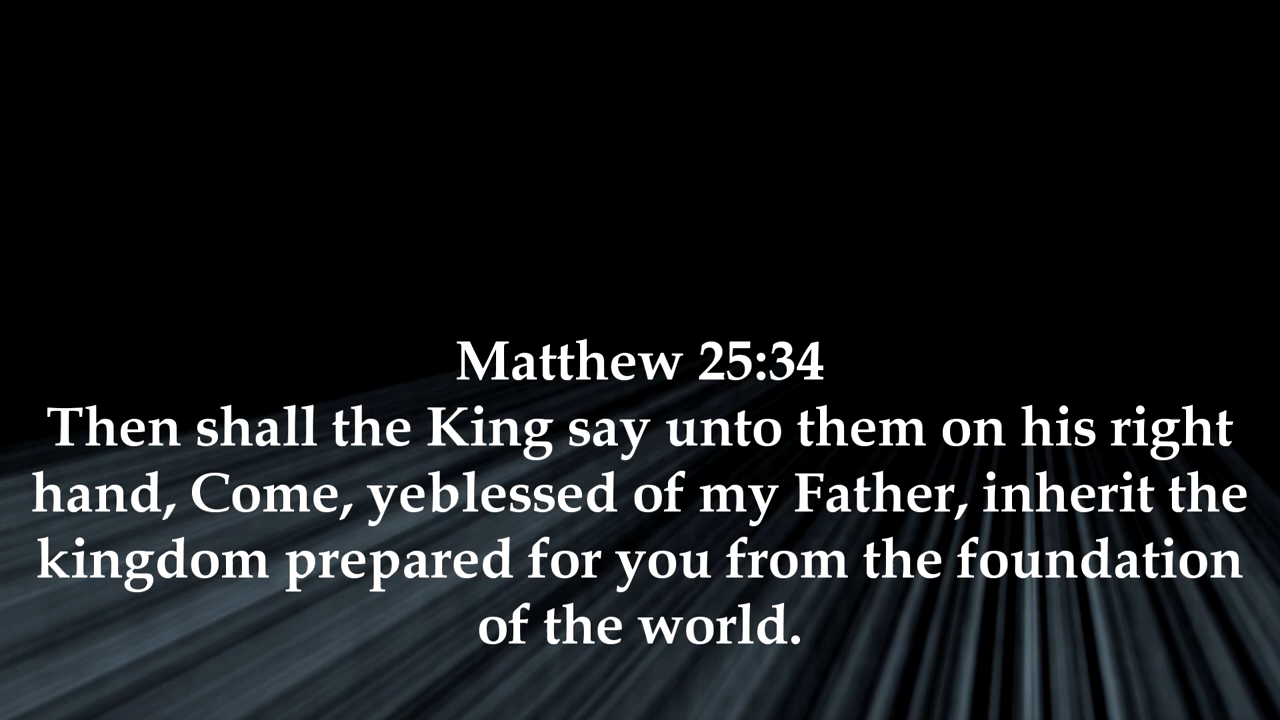 Matthew 25:34
Then shall the King say unto them on his right
hand, Come, yeblessed of my Father, inherit the
kingdom prepared for you from the foundation
of the world.